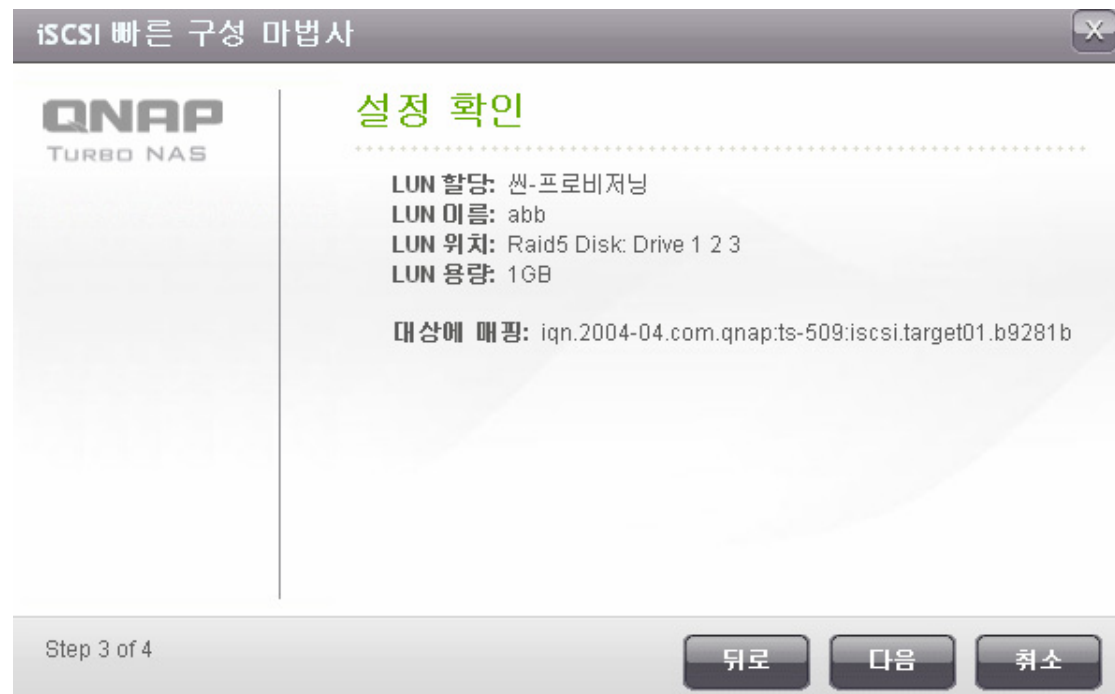 iSCSI 빠른 구성 마법사
X
QNAP
TURBO NAS
설정 확인
LUN 할당: 씬-프로비저닝
LUN 이름: abb
LUN 위치: Raid5 Disk: Drive 1 2 3
LUN 용량: 1GB
대상에 매핑: iqn.2004-04.com.qnap:ts-509:iscsi.target01.b9281b
Step 3 of 4
뒤로
다음
취소